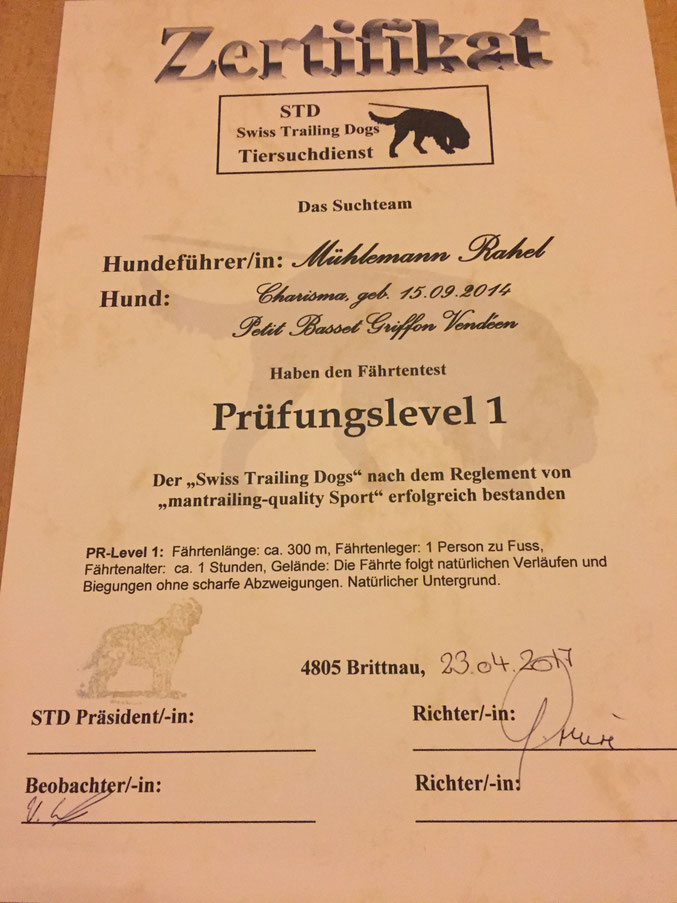 Zertifikat
STD
Swiss Trailing Dogs
Tiersuchdienst
Das Suchteam
Hundeführer/in: Mühlemann Rahel
Hund: Charisma, geb. 15.09.2014
Petit Basset Griffon Vendéen
Haben den Fährtentest
Prüfungslevel 1
Der „Swiss Trailing Dogs“ nach dem Reglement von
„mantrailing-quality Sport“ erfolgreich bestanden
PR-Level 1: Fährtenlänge: ca. 300 m, Fährtenleger: 1 Person zu Fuss,
Fährtenalter: ca. 1 Stunden, Gelände: Die Fährte folgt natürlichen Verläufen und
Biegungen ohne scharfe Abzweigungen. Natürlicher Untergrund.
4805 Brittnau, 23.04.2017
STD Präsident/-in: Richter/-in:
Beobachter/-in: Richter/-in: